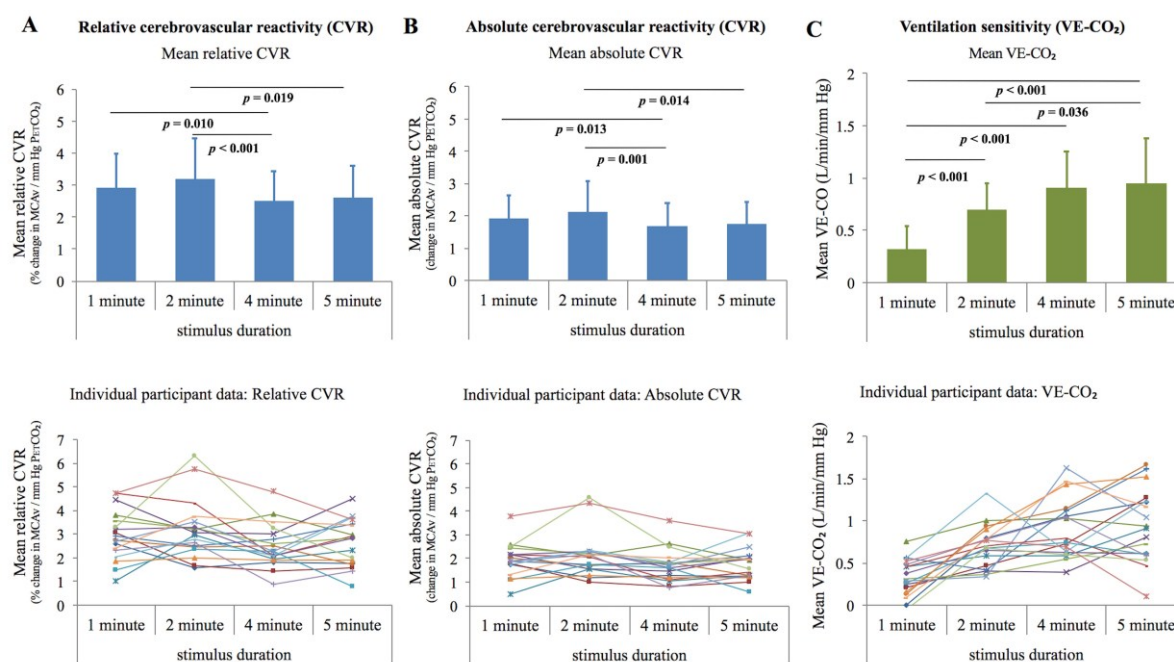 A
Relative cerebrovascular reactivity (CVR)
Mean relative CVR
Mean relative CVR
(% change in MCAv / mm Hg PETCO₂)
6
5
4
3
2
1
0
p = 0.019
p = 0.010
p < 0.001
1 minute 2 minute 4 minute 5 minute
stimulus duration
B
Absolute cerebrovascular reactivity (CVR)
Mean absolute CVR
Mean absolute CVR
(change in MCAv / mm Hg PETCO2)
6
5
4
3
2
1
0
p = 0.014
p = 0.013
p = 0.001
1 minute 2 minute 4 minute 5 minute
stimulus duration
C
Ventilation sensitivity (VE-CO₂)
Mean VE-CO₂
Mean VE-CO (L/min/mm Hg)
2
1.5
1
0.5
0
p < 0.001
p = 0.036
p < 0.001
p < 0.001
1 minute 2 minute 4 minute 5 minute
stimulus duration
Individual participant data: Relative CVR
Mean relative CVR
(% change in MCAv / mm Hg PETCO₂)
7
6
5
4
3
2
1
0
1 minute 2 minute 4 minute 5 minute
stimulus duration
Individual participant data: Absolute CVR
Mean absolute CVR
(change in MCAv / mm Hg PETCO₂)
7
6
5
4
3
2
1
0
1 minute 2 minute 4 minute 5 minute
stimulus duration
Individual participant data: VE-CO₂
Mean VE-CO₂ (L/min/mm Hg)
2
1.5
1
0.5
0
1 minute 2 minute 4 minute 5 minute
stimulus duration